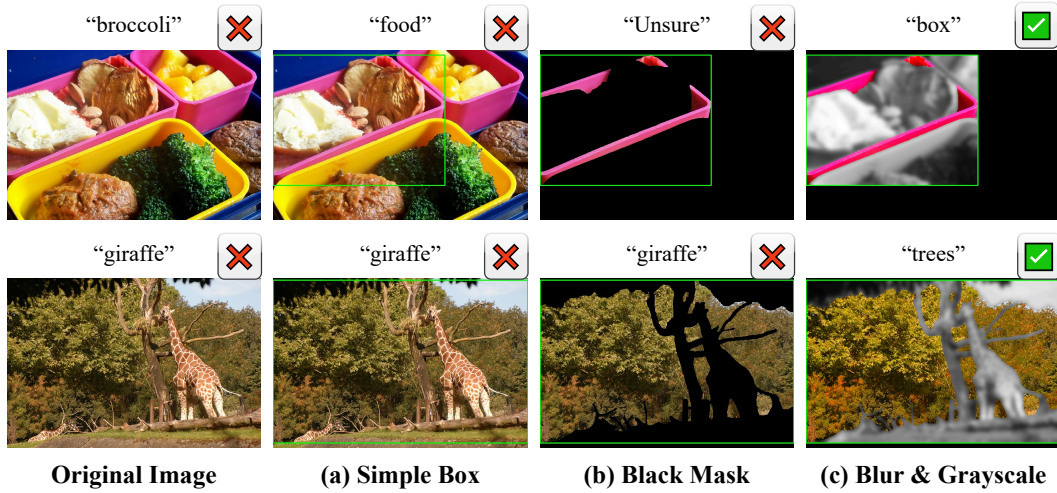 “broccoli” “food” “Unsure” “box”
“giraffe” “giraffe” “giraffe” “trees”
Original Image (a) Simple Box (b) Black Mask (c) Blur & Grayscale